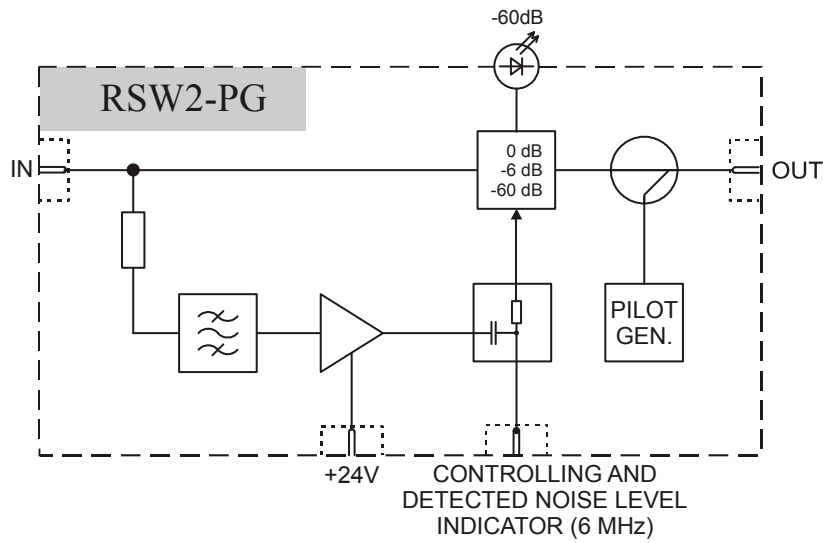 -60dB
RSW2-PG
IN
0 dB
-6 dB
-60 dB
OUT
PILOT
GEN.
+24V
CONTROLLING AND
DETECTED NOISE LEVEL
INDICATOR (6 MHz)